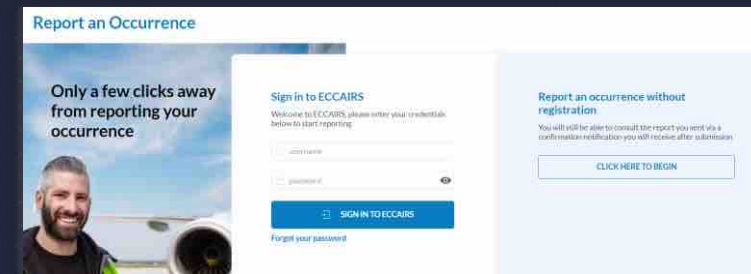 Report an Occurrence
Only a few clicks away
from reporting your
occurrence
Sign in to ECCAIRS
Welcome to ECCAIRS, please enter your credentials
below to start reporting
username
password
SIGN IN TO ECCAIRS
Forgot your password
Report an occurrence without
registration
You will still be able to consult the report you sent via a
confirmation notification you will receive after submission
CLICK HERE TO BEGIN